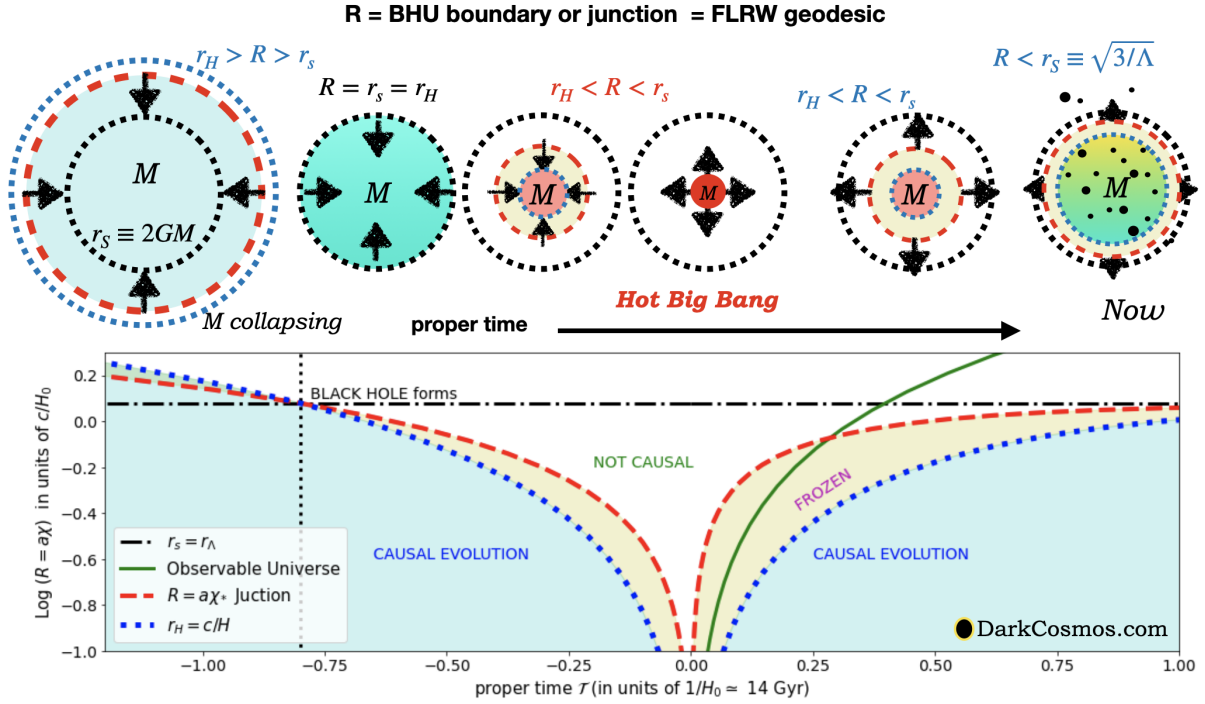 R = BHU boundary or junction = FLRW geodesic
r_H > R > r_s
R = r_s = r_H
r_H < R < r_s
r_H < R < r_s
R < r_S ≡ √3/Λ
M
r_S ≡ 2GM
M
M
M
M
M
M collapsing
proper time
Hot Big Bang
Now
BLACK HOLE forms
NOT CAUSAL
FROZEN
CAUSAL EVOLUTION
CAUSAL EVOLUTION
r_s = r_Λ
Observable Universe
R = aχ_* Juction
r_H = c/H
DarkCosmos.com
Log (R = aχ) in units of c/H_0
0.2
0.0
−0.2
−0.4
−0.6
−0.8
−1.0
−1.00
−0.75
−0.50
−0.25
0.00
0.25
0.50
0.75
1.00
proper time 𝒯 (in units of 1/H_0 ≃ 14 Gyr)